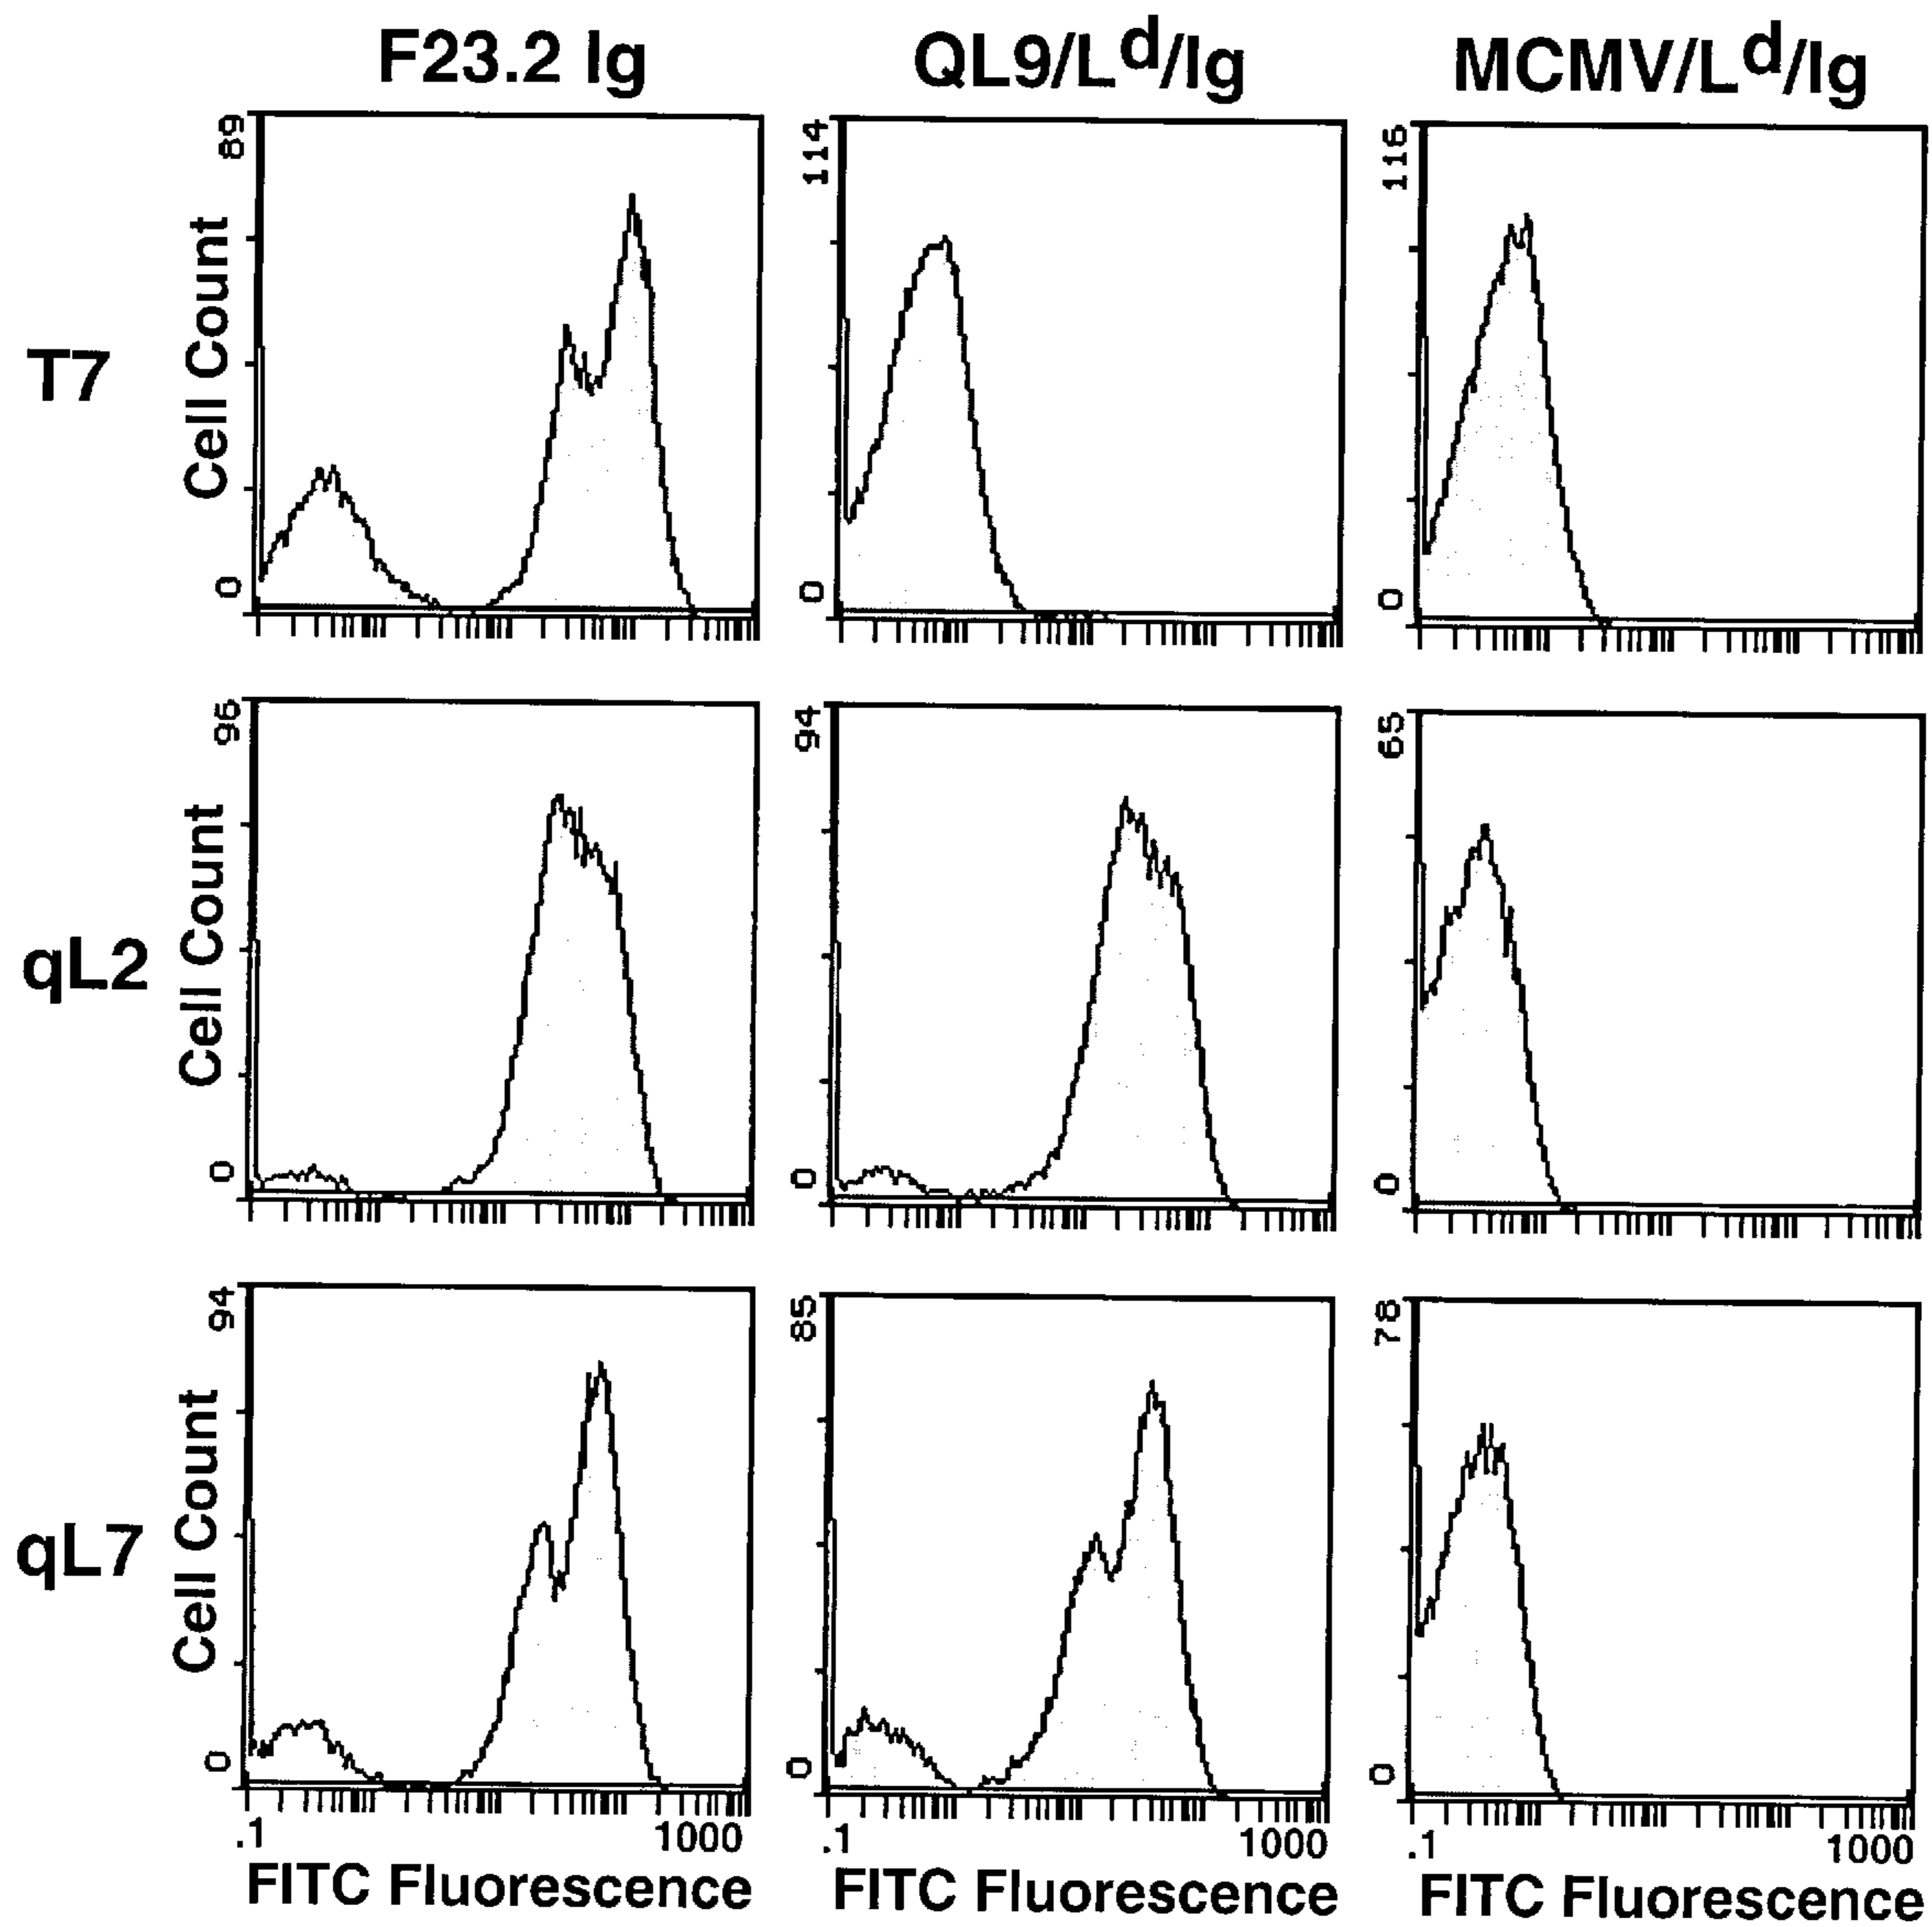 F23.2 Ig QL9/Ld/Ig MCMV/Ld/Ig
T7
Cell Count
89
0
114
0
116
0
qL2
Cell Count
96
0
94
0
65
0
qL7
Cell Count
94
0
85
0
78
0
.1 1000 .1 1000 .1 1000
FITC Fluorescence FITC Fluorescence FITC Fluorescence